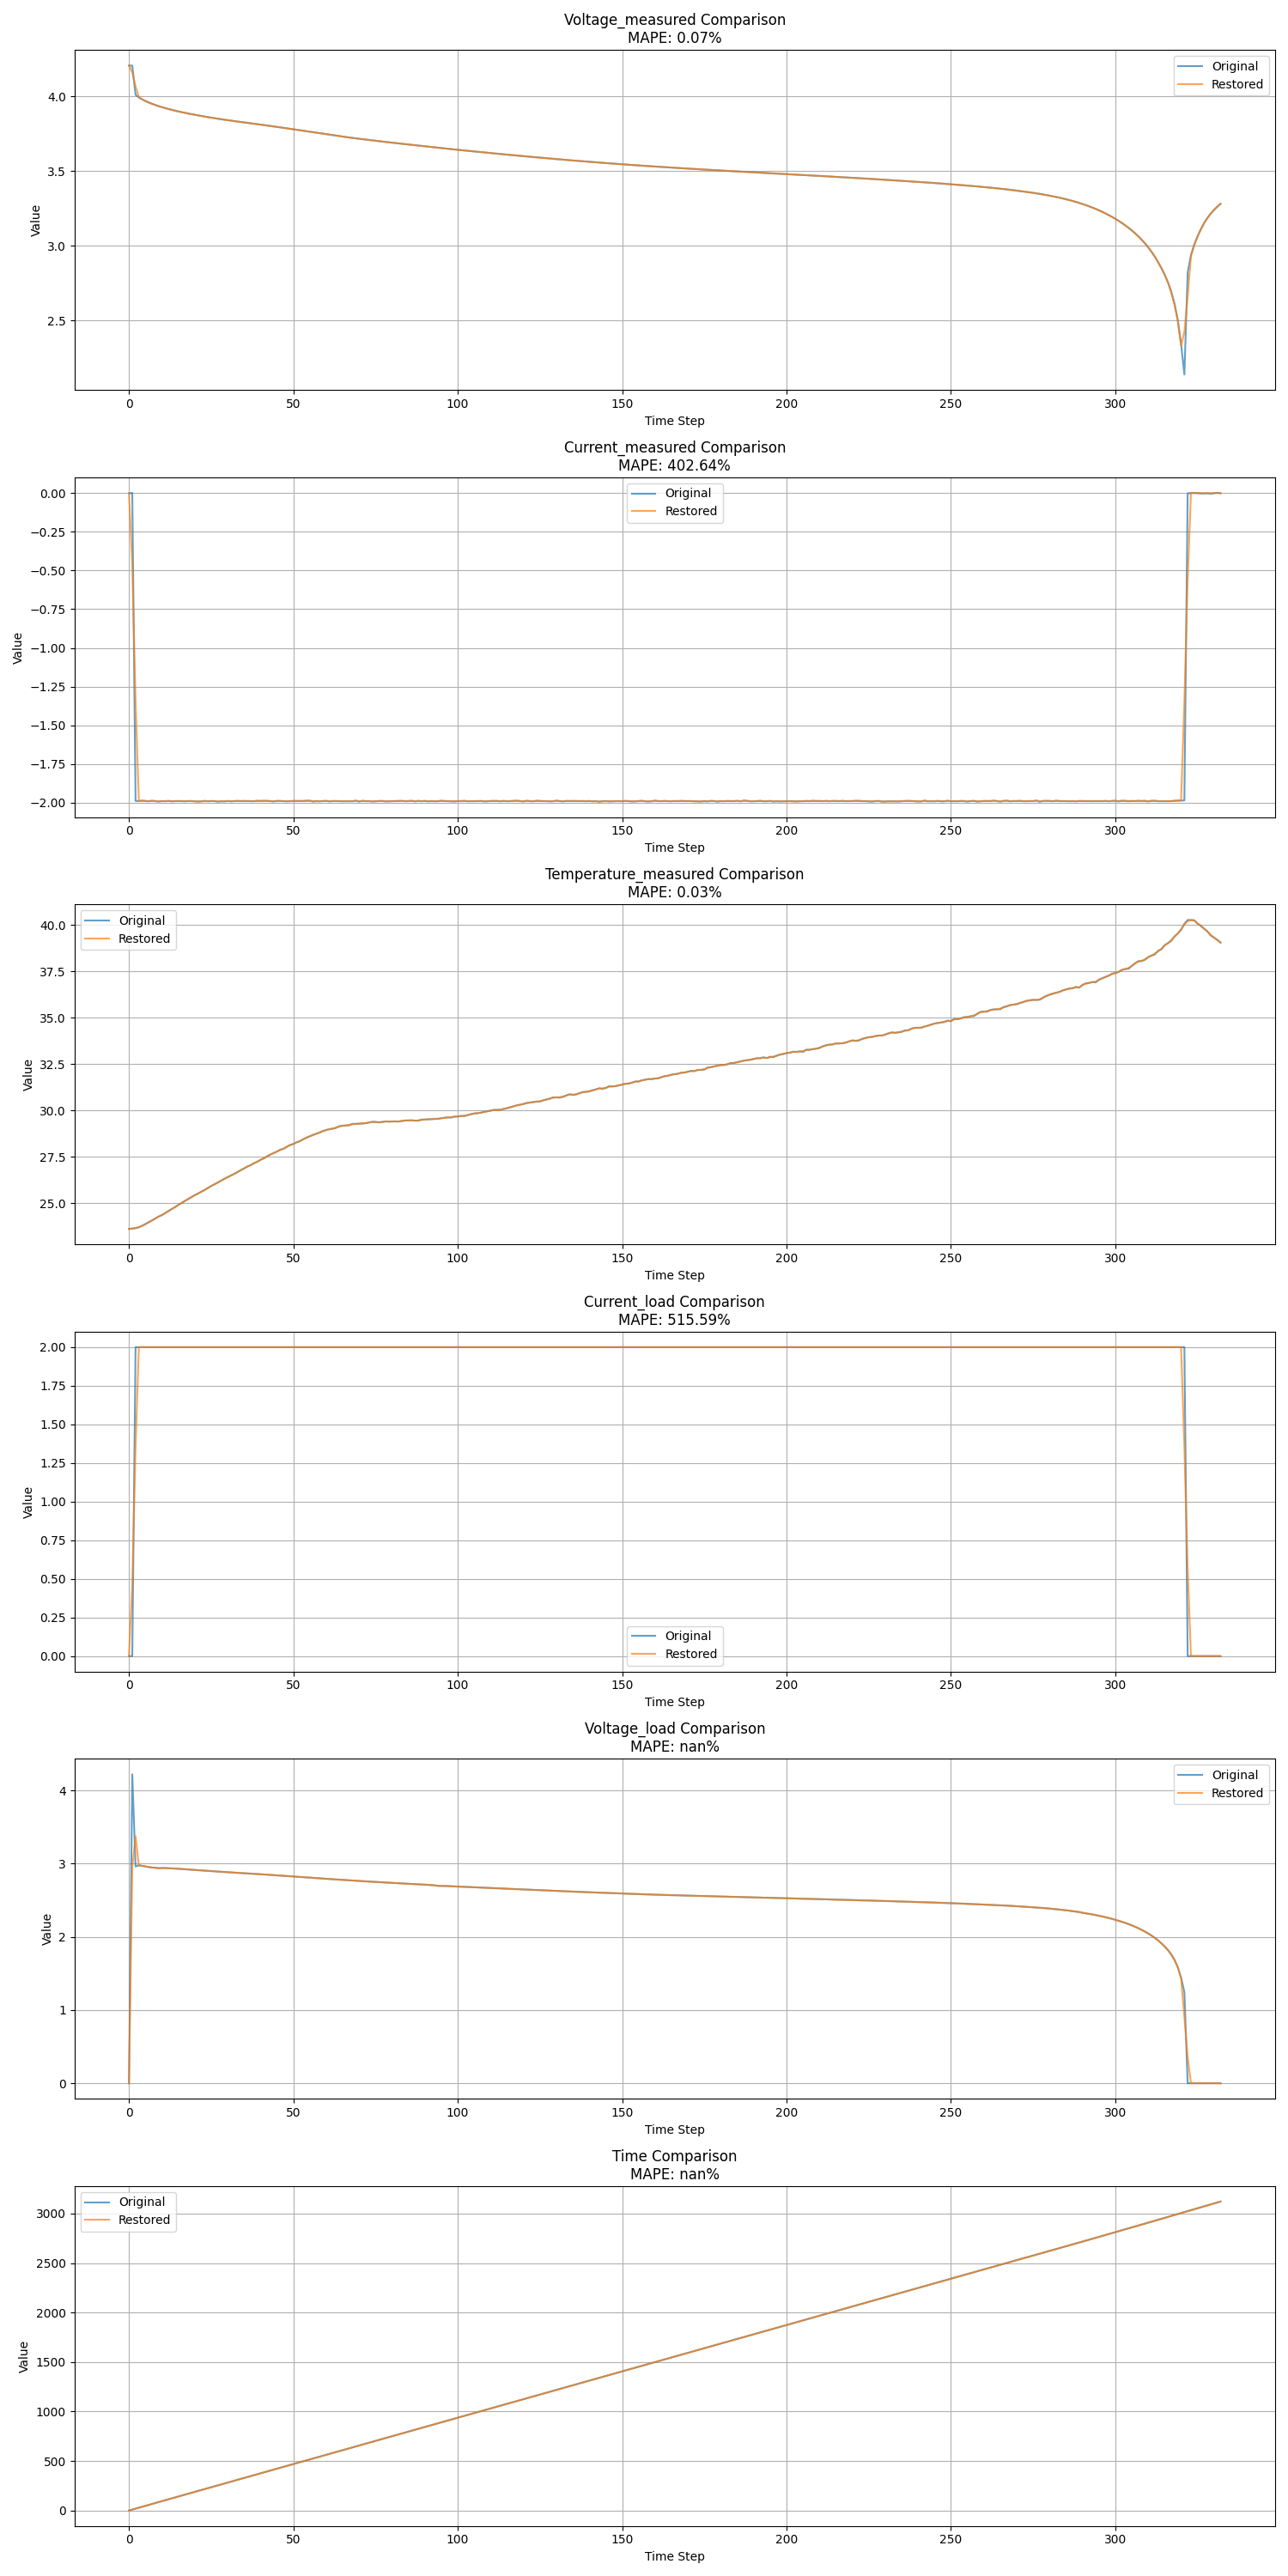 Voltage_measured Comparison
MAPE: 0.07%
Original
Restored
4.0
3.5
3.0
2.5
Value
0
50
100
150
200
250
300
Time Step
Current_measured Comparison
MAPE: 402.64%
Original
Restored
0.00
−0.25
−0.50
−0.75
−1.00
−1.25
−1.50
−1.75
−2.00
Value
0
50
100
150
200
250
300
Time Step
Temperature_measured Comparison
MAPE: 0.03%
Original
Restored
40.0
37.5
35.0
32.5
30.0
27.5
25.0
Value
0
50
100
150
200
250
300
Time Step
Current_load Comparison
MAPE: 515.59%
2.00
1.75
1.50
1.25
1.00
0.75
0.50
0.25
0.00
Value
Original
Restored
0
50
100
150
200
250
300
Time Step
Voltage_load Comparison
MAPE: nan%
Original
Restored
4
3
2
1
0
Value
0
50
100
150
200
250
300
Time Step
Time Comparison
MAPE: nan%
Original
Restored
3000
2500
2000
1500
1000
500
0
Value
0
50
100
150
200
250
300
Time Step